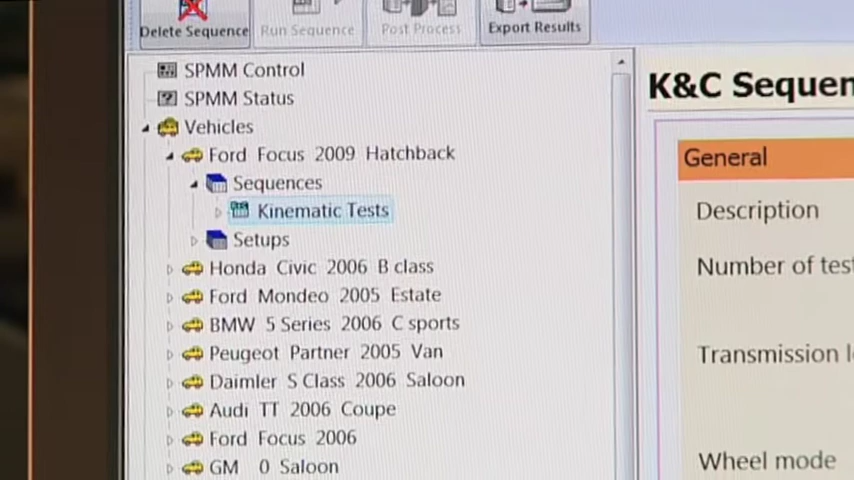 Delete Sequence Run Sequence Post Process Export Results
SPMM Control
SPMM Status
Vehicles
Ford Focus 2009 Hatchback
Sequences
Kinematic Tests
Setups
Honda Civic 2006 B class
Ford Mondeo 2005 Estate
BMW 5 Series 2006 C sports
Peugeot Partner 2005 Van
Daimler S Class 2006 Saloon
Audi TT 2006 Coupe
Ford Focus 2006
GM 0 Saloon
K&C Sequen
General
Description
Number of test
Transmission l
Wheel mode